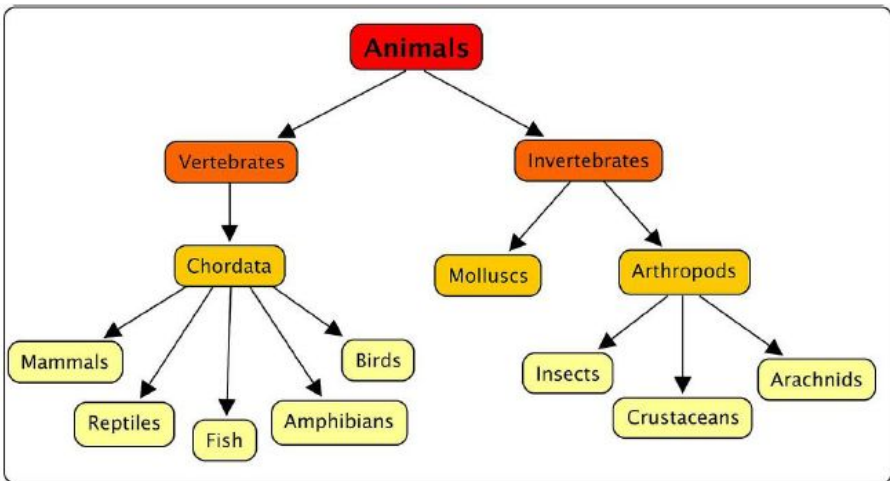 Animals
Vertebrates
Invertebrates
Chordata
Molluscs
Arthropods
Mammals
Reptiles
Fish
Amphibians
Birds
Insects
Crustaceans
Arachnids